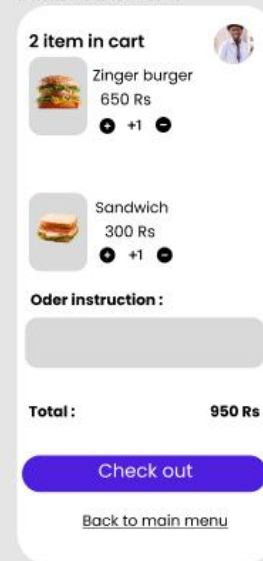 2 item in cart
Zinger burger
650 Rs
+1
Sandwich
300 Rs
+1
Oder instruction :
Total : 950 Rs
Check out
Back to main menu